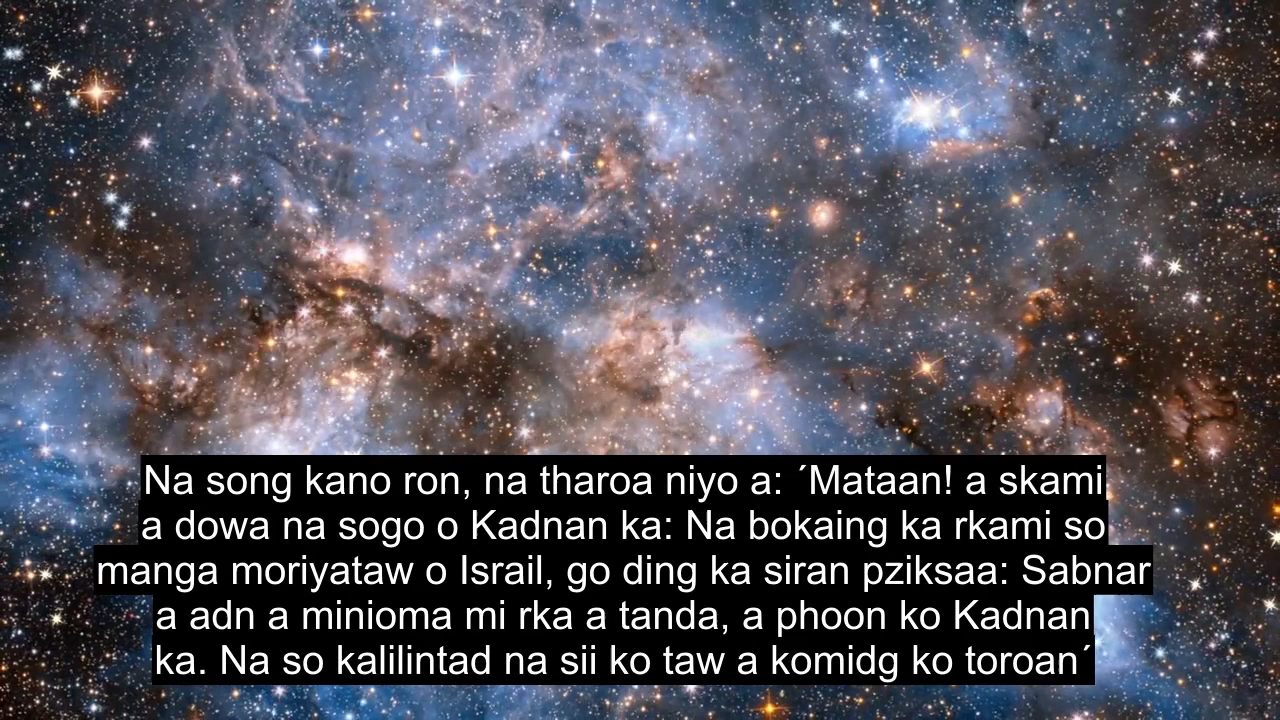 Na song kano ron, na tharoa niyo a: ´Mataan! a skami
a dowa na sogo o Kadnan ka: Na bokaing ka rkami so
manga moriyataw o Israil, go ding ka siran pziksaa: Sabnar
a adn a minioma mi rka a tanda, a phoon ko Kadnan
ka. Na so kalilintad na sii ko taw a komidg ko toroan´